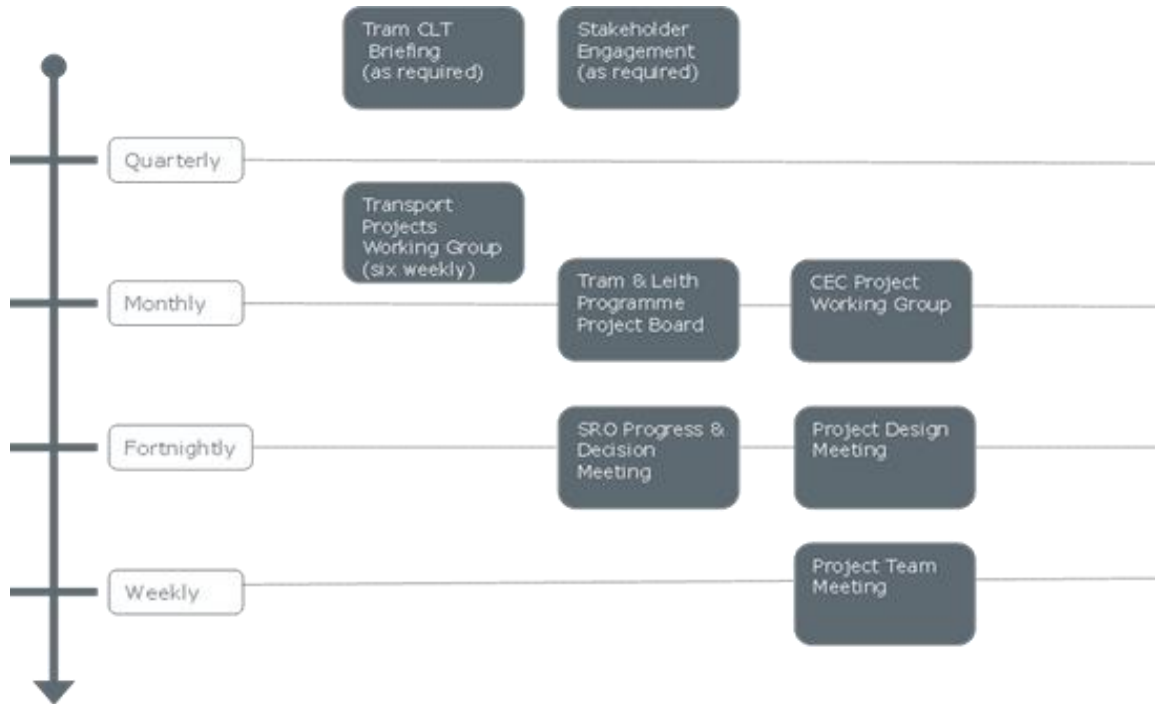 Tram CLT
Briefing
(as required)
Stakeholder
Engagement
(as required)
Quarterly
Transport
Projects
Working Group
(six weekly)
Monthly
Tram & Leith
Programme
Project Board
CEC Project
Working Group
Fortnightly
SRO Progress &
Decision
Meeting
Project Design
Meeting
Weekly
Project Team
Meeting